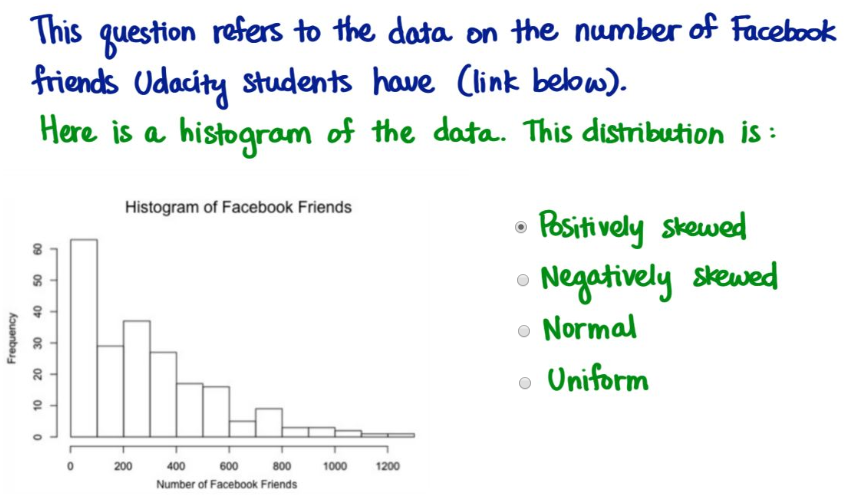 This question refers to the data on the number of Facebook
friends Udacity students have (link below).
Here is a histogram of the data. This distribution is:
Histogram of Facebook Friends
Frequency
60
50
40
30
20
10
0
0 200 400 600 800 1000 1200
Number of Facebook Friends
Positively skewed
Negatively skewed
Normal
Uniform